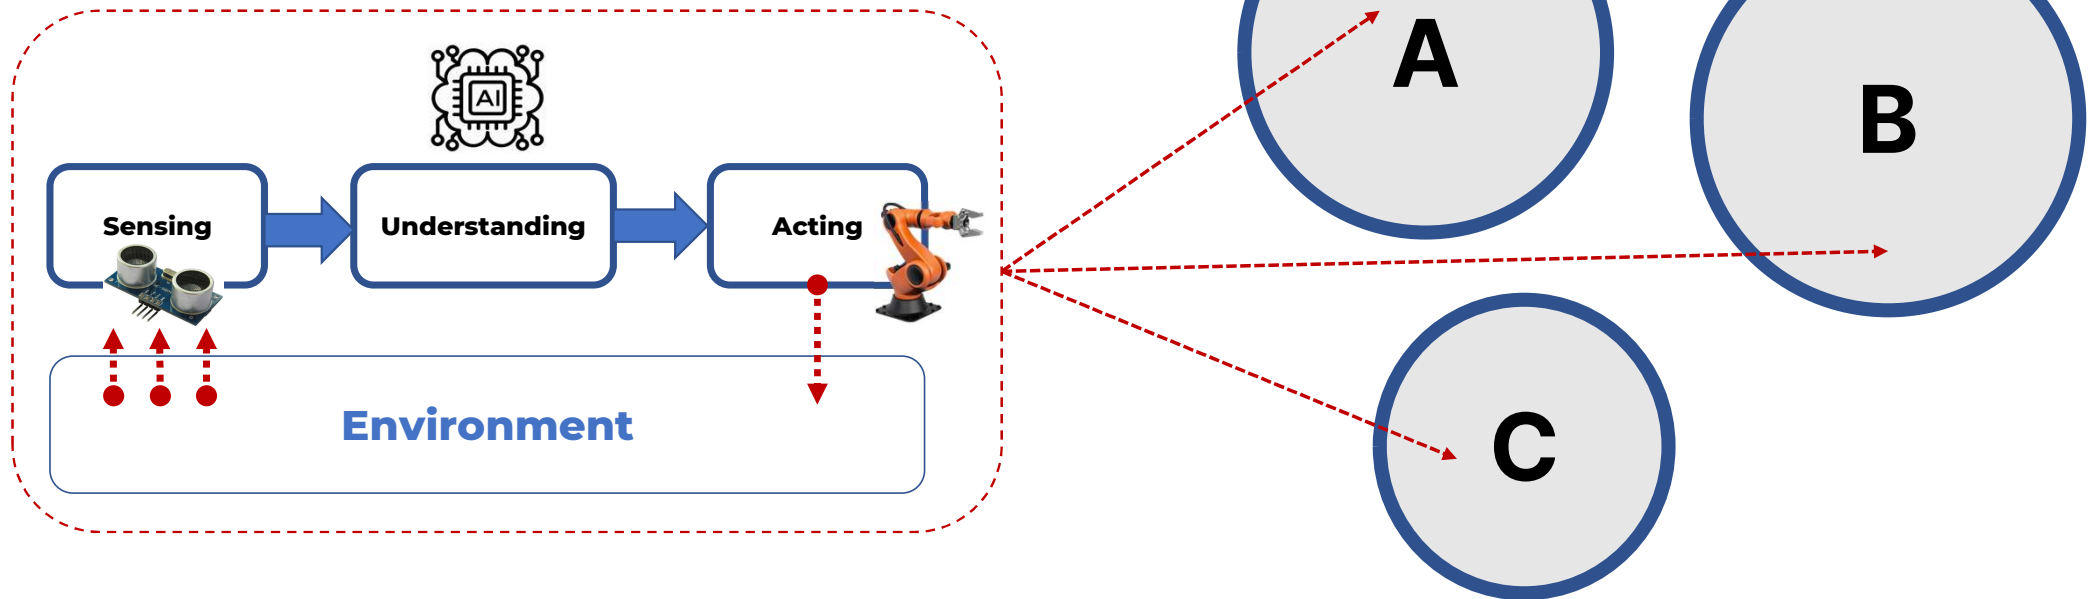 A
B
AI
Sensing
Understanding
Acting
Environment
C